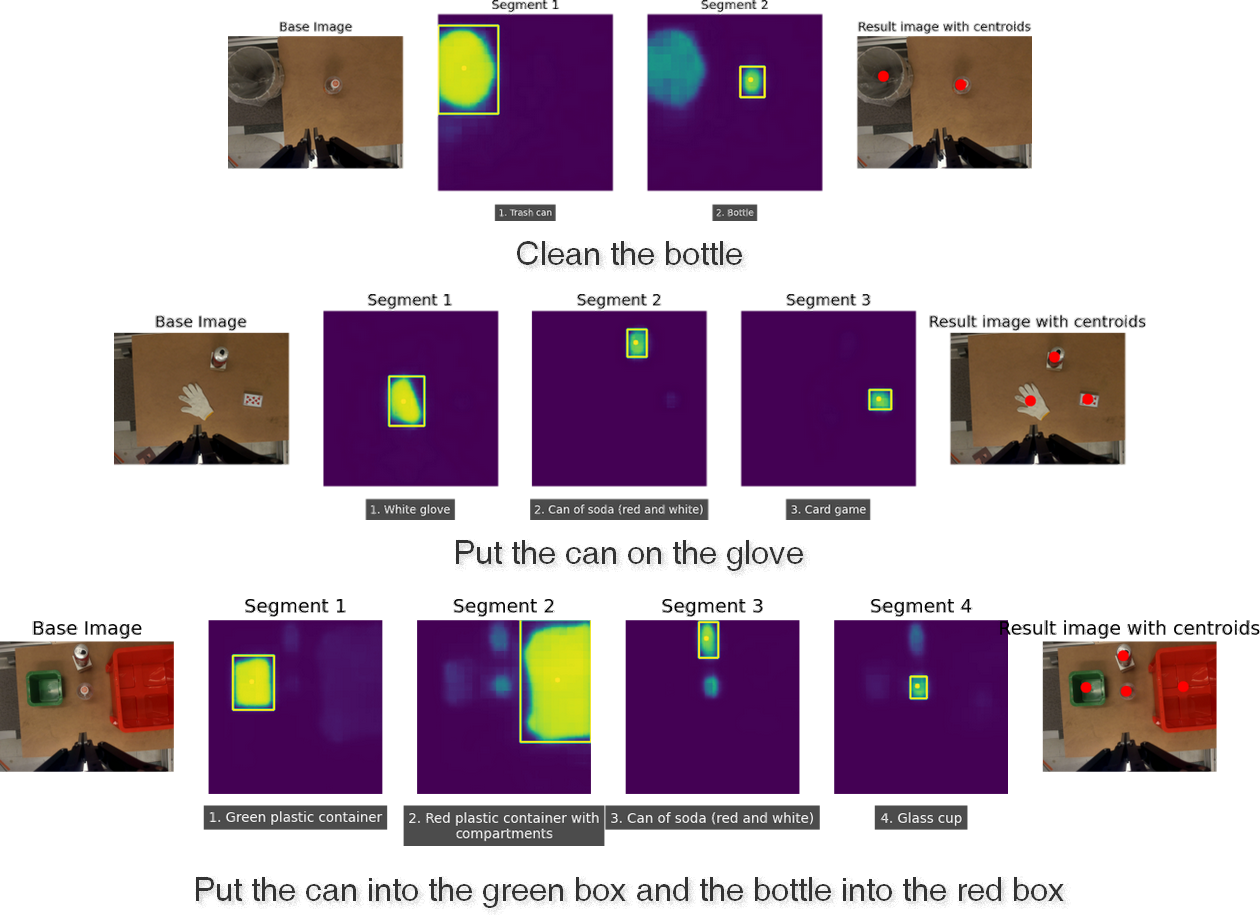 Base Image
Segment 1
Segment 2
Result image with centroids
1. Trash can
2. Bottle
Clean the bottle
Base Image
Segment 1
Segment 2
Segment 3
Result image with centroids
1. White glove
2. Can of soda (red and white)
3. Card game
Put the can on the glove
Base Image
Segment 1
Segment 2
Segment 3
Segment 4
Result image with centroids
1. Green plastic container
2. Red plastic container with
compartments
3. Can of soda (red and white)
4. Glass cup
Put the can into the green box and the bottle into the red box